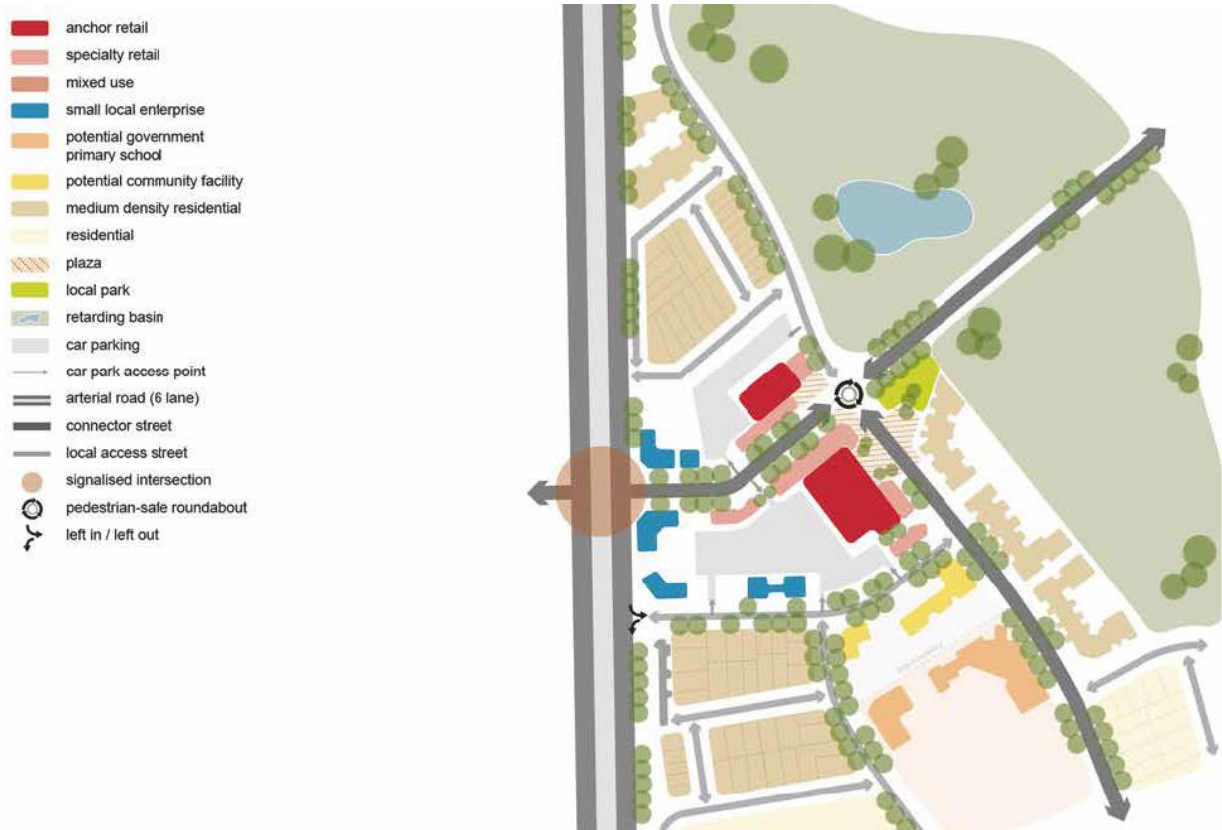 anchor retail
specialty retail
mixed use
small local enterprise
potential government
primary school
potential community facility
medium density residential
residential
plaza
local park
retarding basin
car parking
car park access point
arterial road (6 lane)
connector street
local access street
signalised intersection
pedestrian-sale roundabout
left in / left out